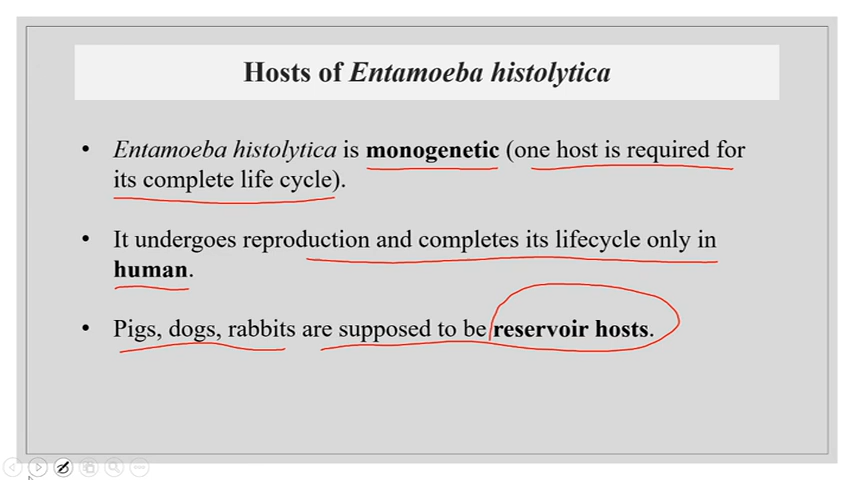 Hosts of Entamoeba histolytica
• Entamoeba histolytica is monogenetic (one host is required for
its complete life cycle).
• It undergoes reproduction and completes its lifecycle only in
human.
• Pigs, dogs, rabbits are supposed to be reservoir hosts.